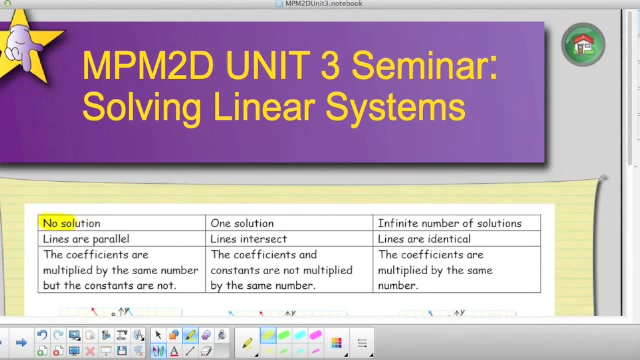 MPM2DUnit3.notebook
MPM2D UNIT 3 Seminar:
Solving Linear Systems
No solution
One solution
Infinite number of solutions
Lines are parallel
Lines intersect
Lines are identical
The coefficients are
multiplied by the same number
but the constants are not.
The coefficients and
constants are not multiplied
by the same number.
The coefficients are
multiplied by the same
number.
y
y